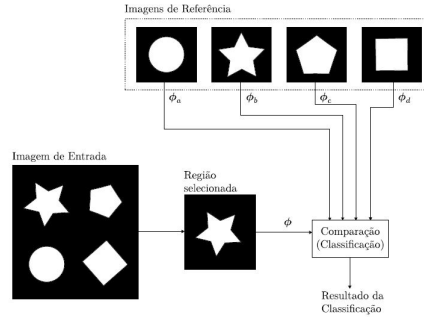 Imagens de Referência
ϕa ϕb ϕc ϕd
Imagem de Entrada
Região
selecionada
ϕ
Comparação
(Classificação)
Resultado da
Classificação